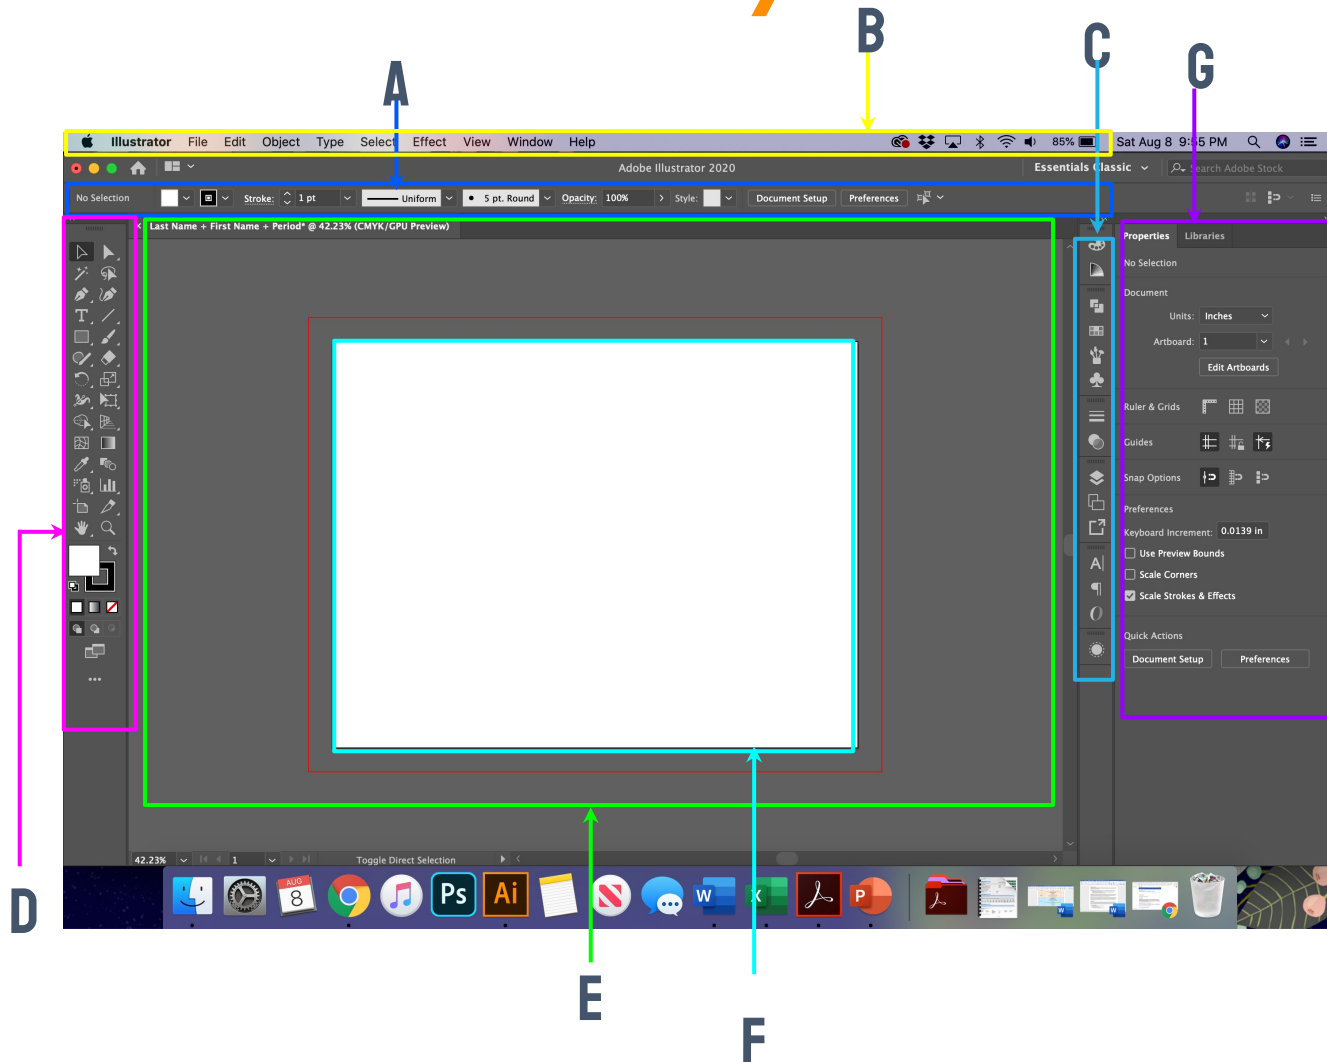 B
C
G
A
Illustrator File Edit Object Type Select Effect View Window Help 85% Sat Aug 8 9:55 PM
Adobe Illustrator 2020 Essentials Classic Search Adobe Stock
No Selection Stroke: 1 pt Uniform 5 pt. Round Opacity: 100% Style: Document Setup Preferences
Last Name + First Name + Period* @ 42.23% (CMYK/GPU Preview)
Properties Libraries
No Selection
Document
Units: Inches
Artboard: 1
Edit Artboards
Ruler & Grids
Guides
Snap Options
Preferences
Keyboard Increment: 0.0139 in
Use Preview Bounds
Scale Corners
Scale Strokes & Effects
Quick Actions
Document Setup Preferences
42.23% 1 Toggle Direct Selection
AUG
8
Ps
Ai
W
X
P
D
E
F